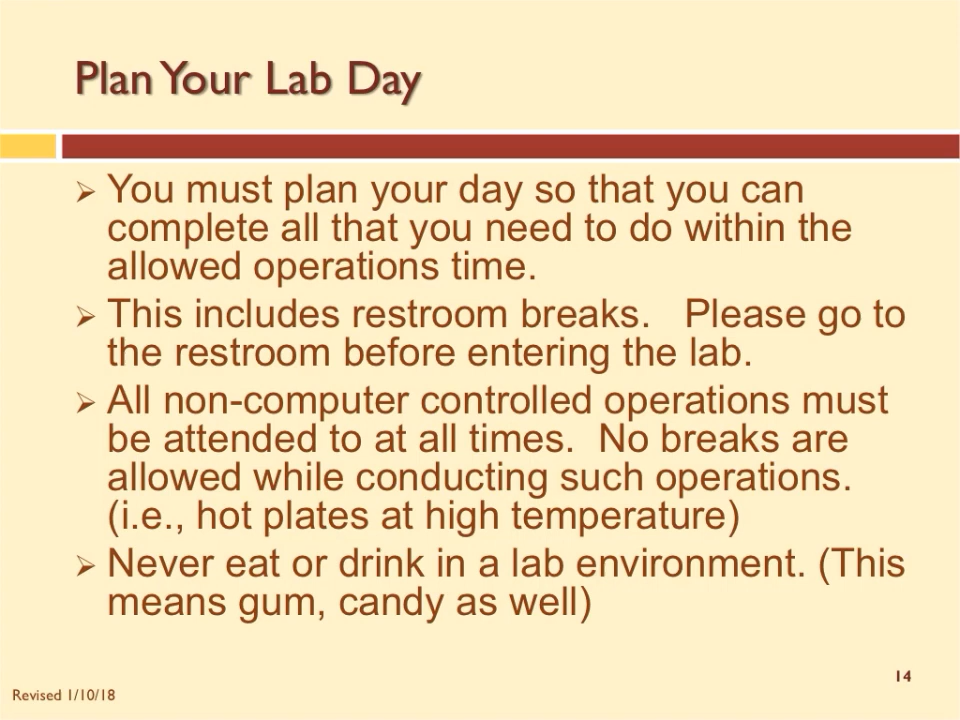 Plan Your Lab Day
➢ You must plan your day so that you can
complete all that you need to do within the
allowed operations time.
➢ This includes restroom breaks.   Please go to
the restroom before entering the lab.
➢ All non-computer controlled operations must
be attended to at all times.  No breaks are
allowed while conducting such operations.
(i.e., hot plates at high temperature)
➢ Never eat or drink in a lab environment. (This
means gum, candy as well)
14
Revised 1/10/18